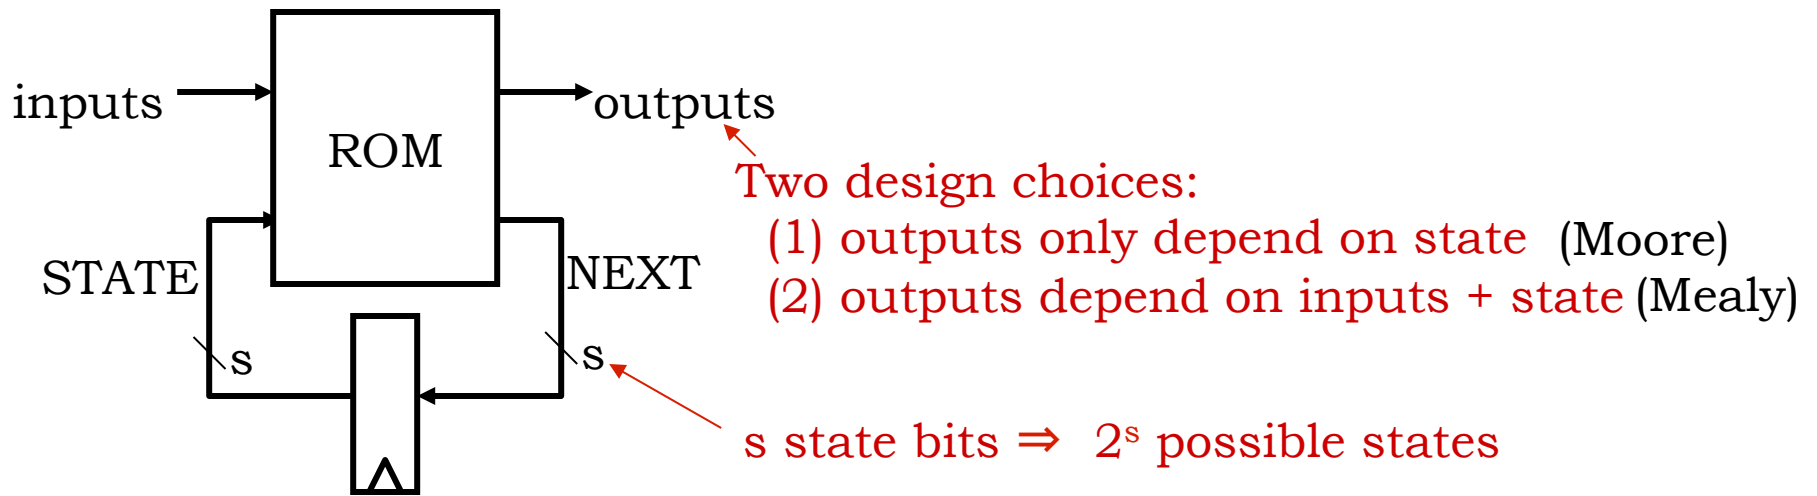 inputs
ROM
outputs
Two design choices:
(1) outputs only depend on state (Moore)
(2) outputs depend on inputs + state (Mealy)
STATE
NEXT
s
s
s state bits ⇒ 2ˢ possible states